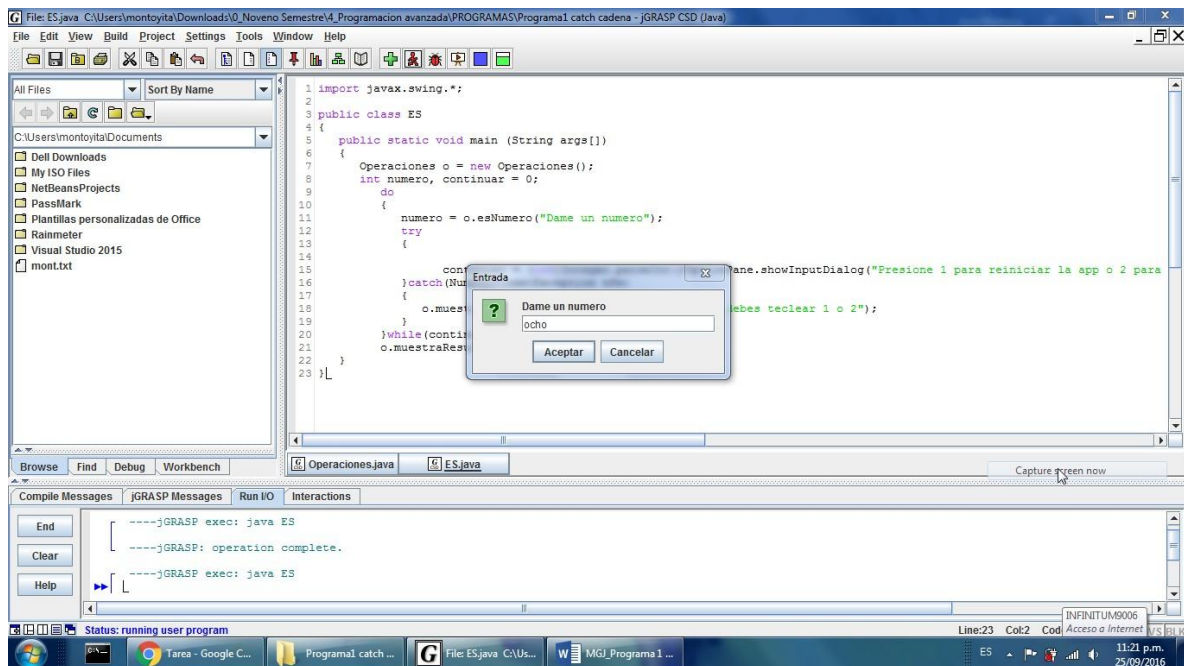 File: ES.java C:\Users\montoyita\Downloads\0_Noveno Semestre\4_Programacion avanzada\PROGRAMAS\Programa1 catch cadena - jGRASP CSD (Java)
File Edit View Build Project Settings Tools Window Help
All Files Sort By Name
C:\Users\montoyita\Documents
Dell Downloads
My ISO Files
NetBeansProjects
PassMark
Plantillas personalizadas de Office
Rainmeter
Visual Studio 2015
mont.txt
Browse Find Debug Workbench
1 import javax.swing.*;
2
3 public class ES
4 {
5 public static void main (String args[])
6 {
7 Operaciones o = new Operaciones();
8 int numero, continuar = 0;
9 do
10 {
11 numero = o.esNumero("Dame un numero");
12 try
13 {
14
15 showInputDialog("Presione 1 para reiniciar la app o 2 para
16 }catch
17 {
18 teclear 1 o 2");
19 }
20 }while
21
22 }
23 }
Entrada
Dame un numero
ocho
Aceptar Cancelar
Operaciones.java ES.java
Capture screen now
Compile Messages jGRASP Messages Run I/O Interactions
End
Clear
Help
----jGRASP exec: java ES
----jGRASP: operation complete.
----jGRASP exec: java ES
Status: running user program
Line:23 Col:2
INFINITUM9006
Acceso a Internet
BLK
Tarea - Google C... Programa1 catch ... File: ES.java C:\Us... MGJ_Programa 1 ...
ES
11:21 p.m.
25/09/2016